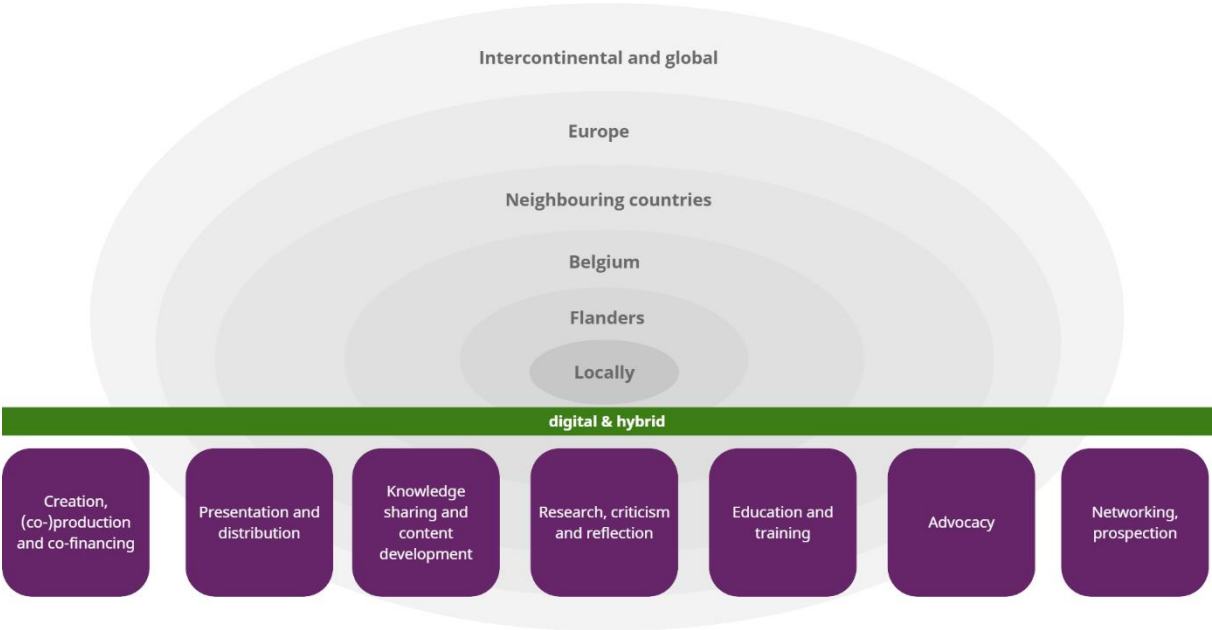 Intercontinental and global
Europe
Neighbouring countries
Belgium
Flanders
Locally
digital & hybrid
Creation,
(co-)production
and co-financing
Presentation and
distribution
Knowledge
sharing and
content
development
Research, criticism
and reflection
Education and
training
Advocacy
Networking,
prospection